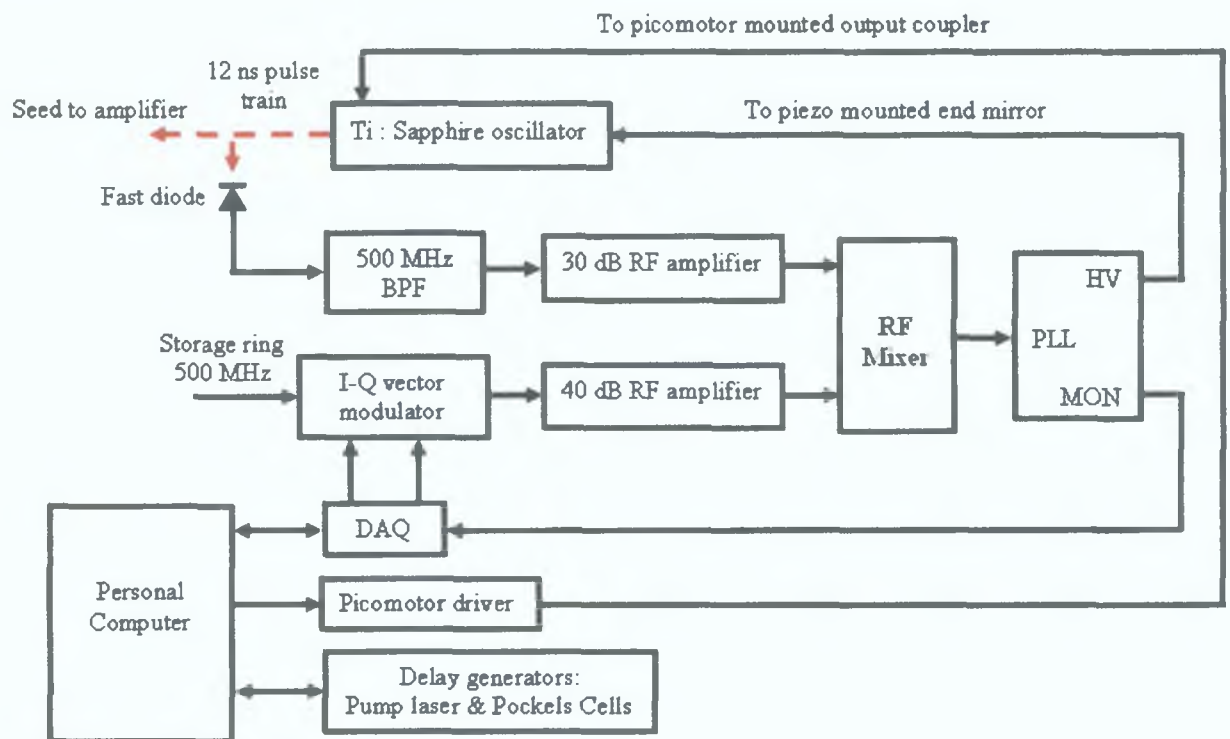 To picomotor mounted output coupler
12 ns pulse
train
Seed to amplifier
Ti : Sapphire oscillator
To piezo mounted end mirror
Fast diode
500 MHz
BPF
30 dB RF amplifier
RF
Mixer
HV
PLL
MON
Storage ring
500 MHz
I-Q vector
modulator
40 dB RF amplifier
DAQ
Personal
Computer
Picomotor driver
Delay generators:
Pump laser & Pockels Cells